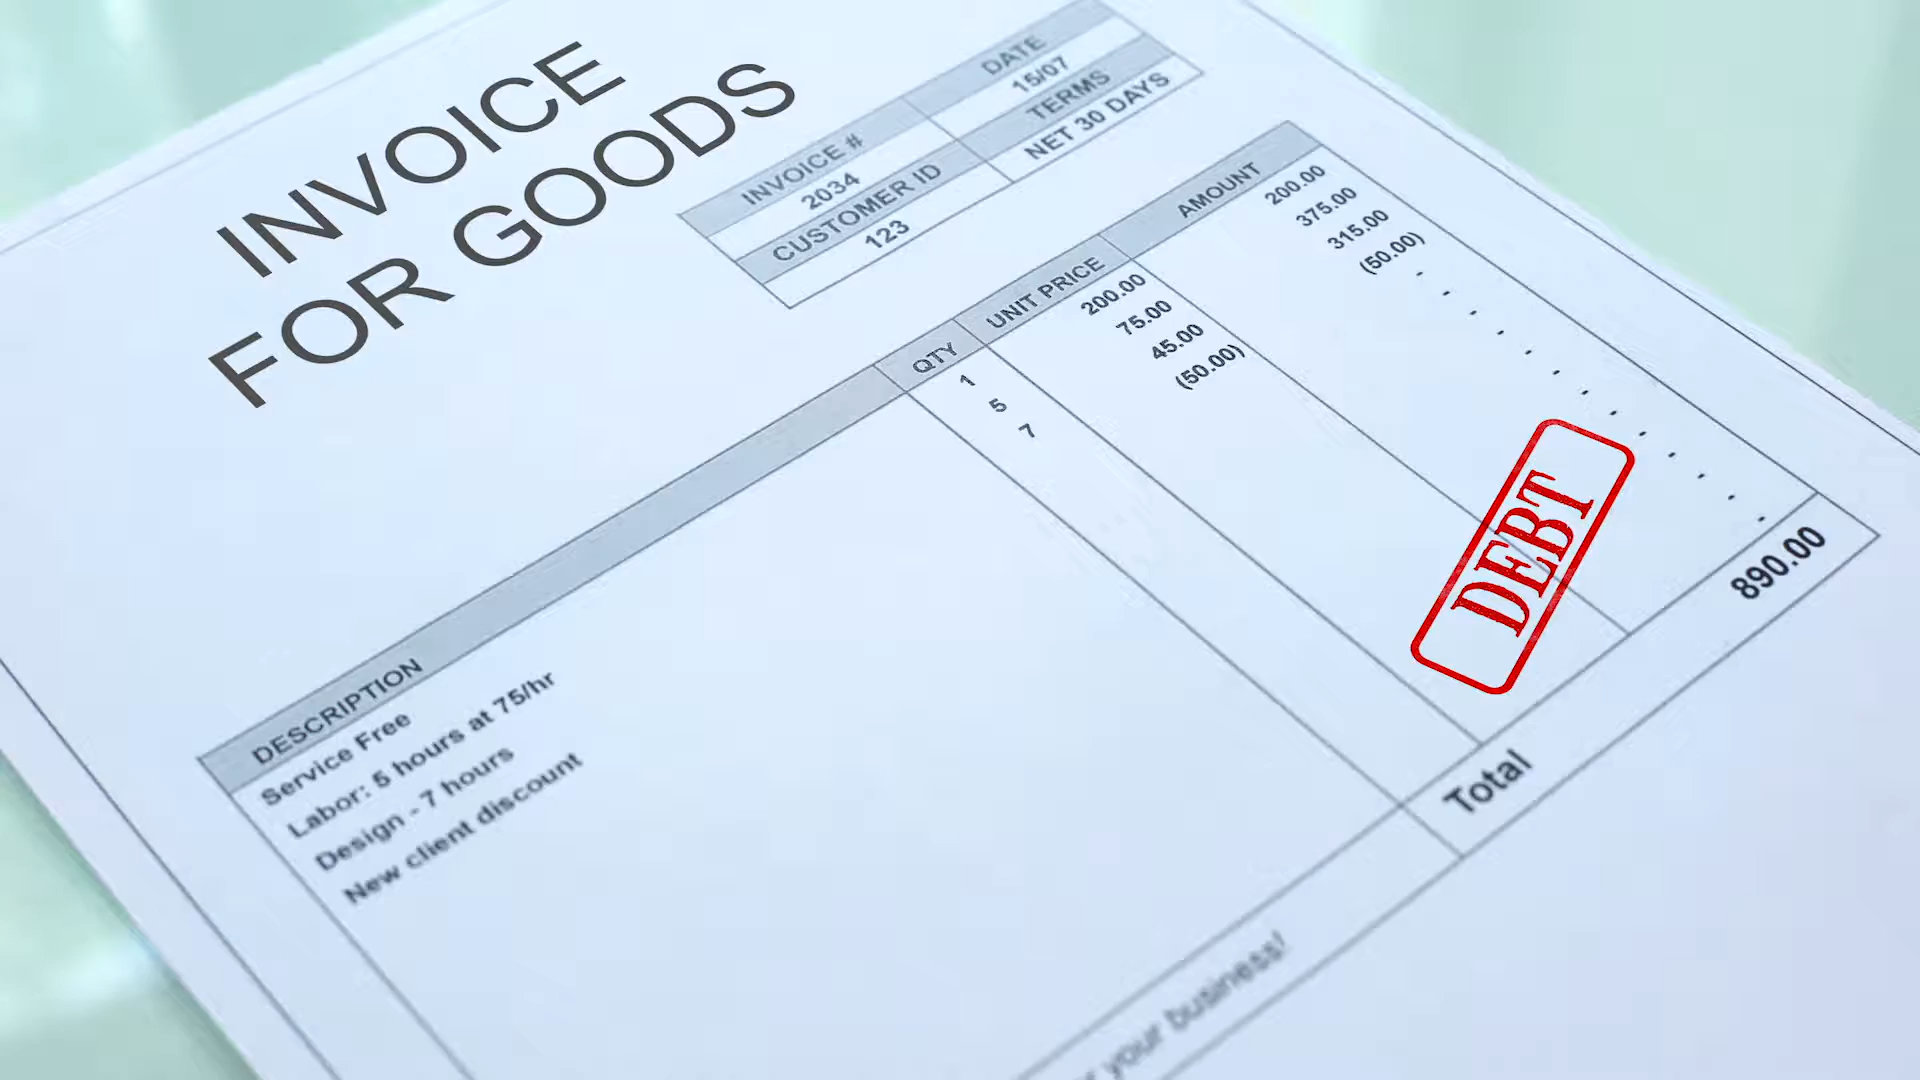 INVOICE
FOR GOODS
INVOICE # DATE
2034 15/07
CUSTOMER ID TERMS
123 NET 30 DAYS
DESCRIPTION QTY UNIT PRICE AMOUNT
Service Free 1 200.00 200.00
Labor: 5 hours at 75/hr 5 75.00 375.00
Design - 7 hours 7 45.00 315.00
New client discount (50.00) (50.00)
-
-
-
-
-
-
-
-
-
-
-
-
-
DEBT
Total 890.00
your business!